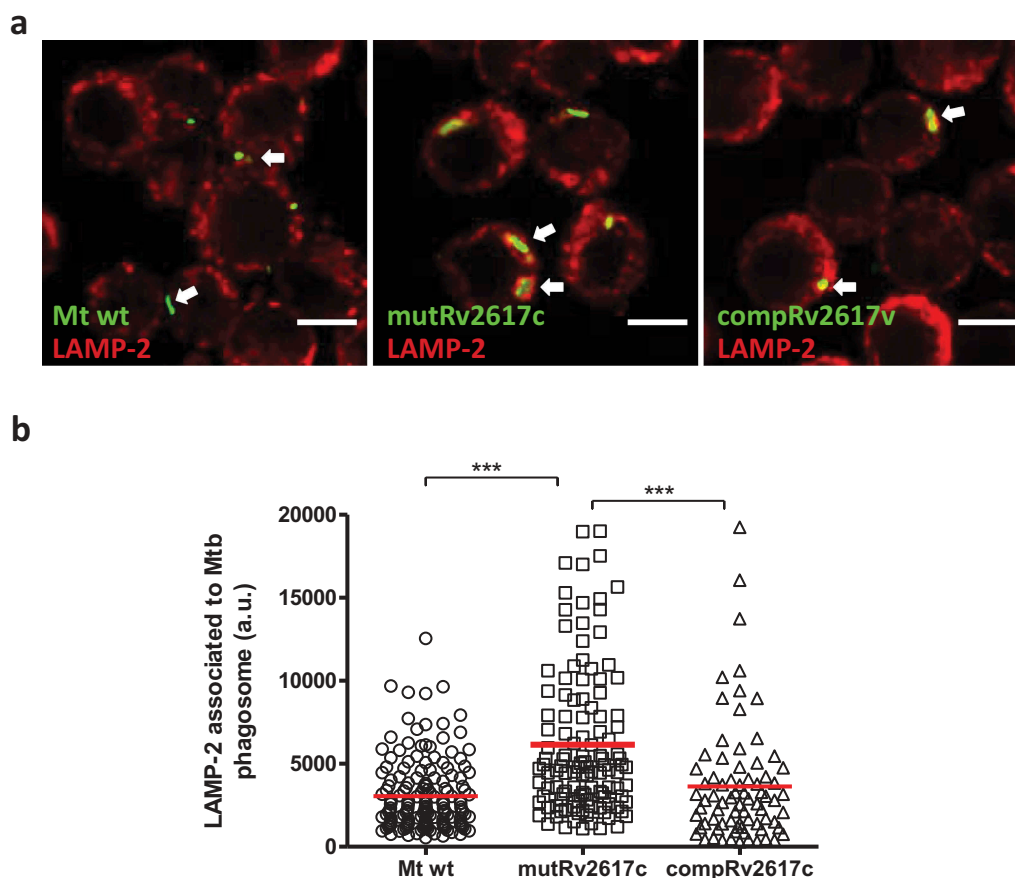 a
Mt wt
LAMP-2
mutRv2617c
LAMP-2
compRv2617v
LAMP-2
b
***
***
LAMP-2 associated to Mtb
phagosome (a.u.)
20000
15000
10000
5000
0
Mt wt
mutRv2617c
compRv2617c